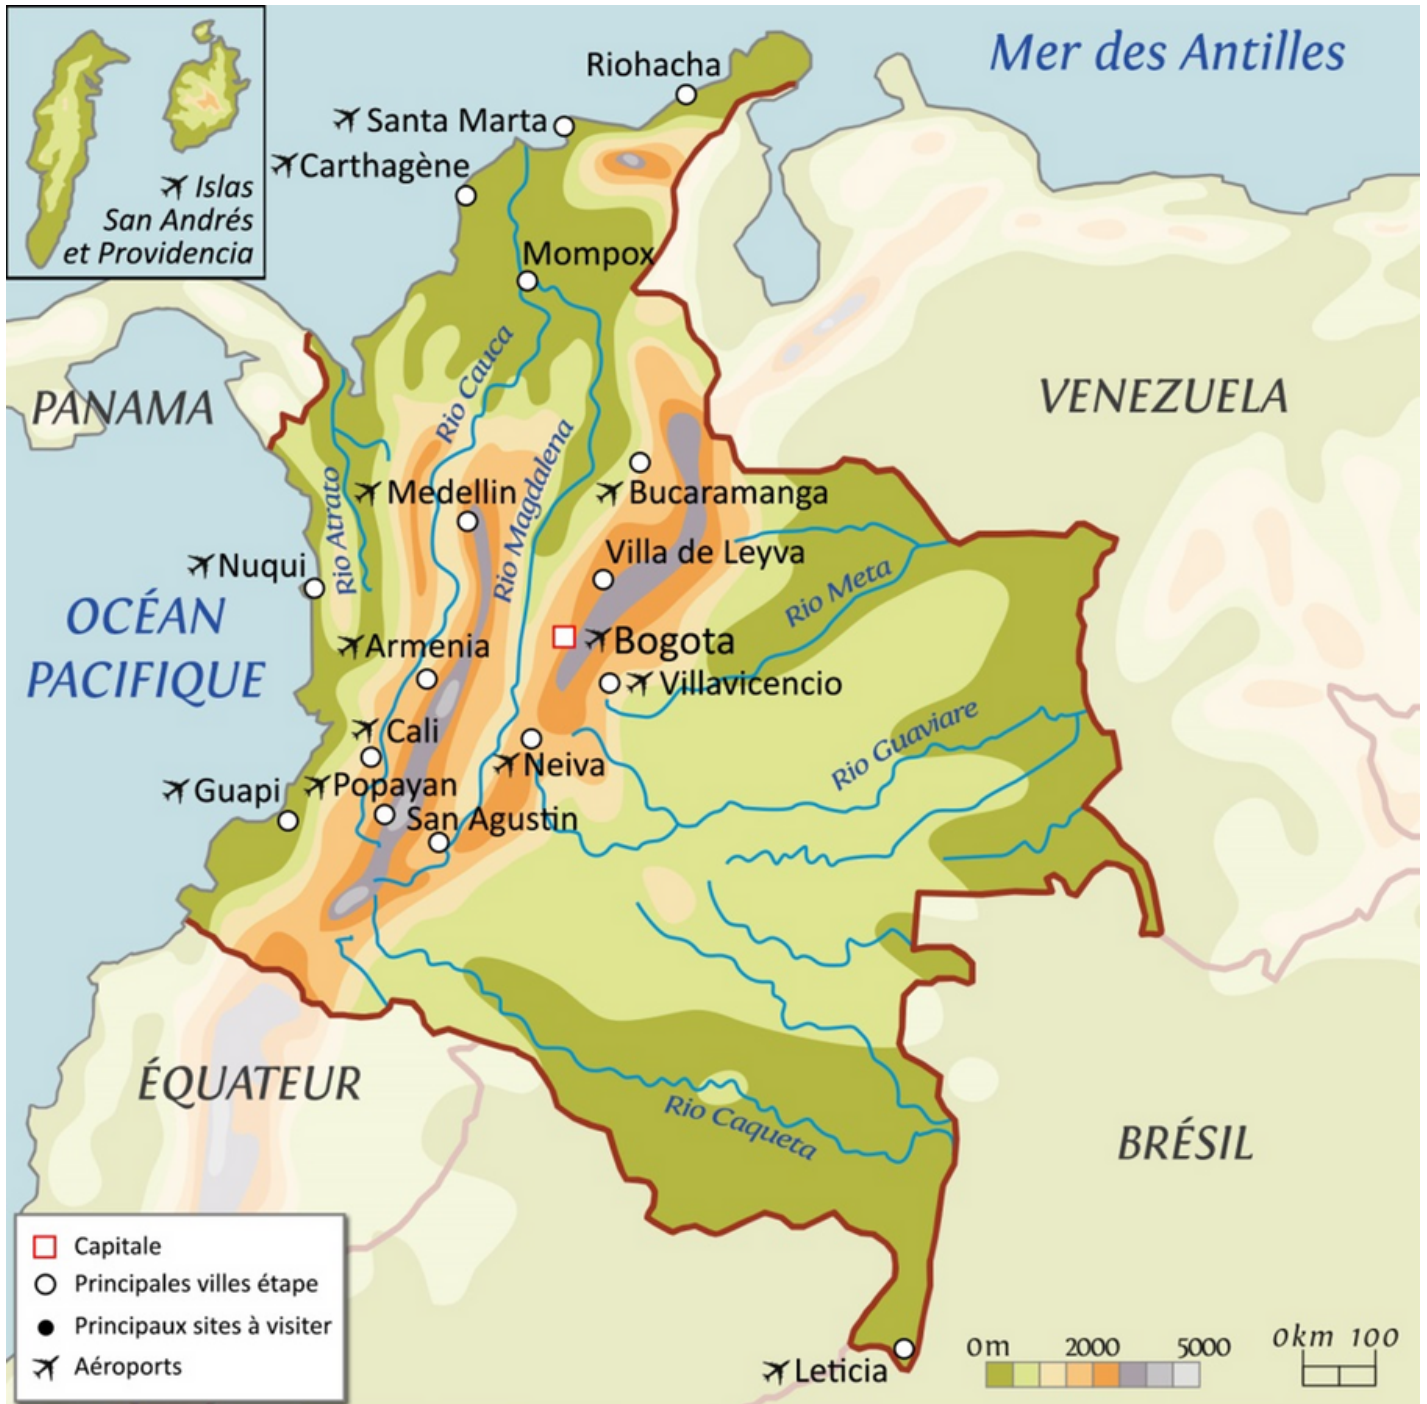 Mer des Antilles
Riohacha
Santa Marta
Carthagène
Islas
San Andrés
et Providencia
Mompox
Rio Cauca
PANAMA
VENEZUELA
Rio Magdalena
Rio Atrato
Medellin
Bucaramanga
Villa de Leyva
Nuqui
Rio Meta
OCÉAN
PACIFIQUE
Armenia
Bogota
Villavicencio
Cali
Rio Guaviare
Neiva
Guapi
Popayan
San Agustin
ÉQUATEUR
Rio Caqueta
BRÉSIL
Capitale
Principales villes étape
Principaux sites à visiter
Aéroports
Leticia
0 m 2000 5000
0 km 100